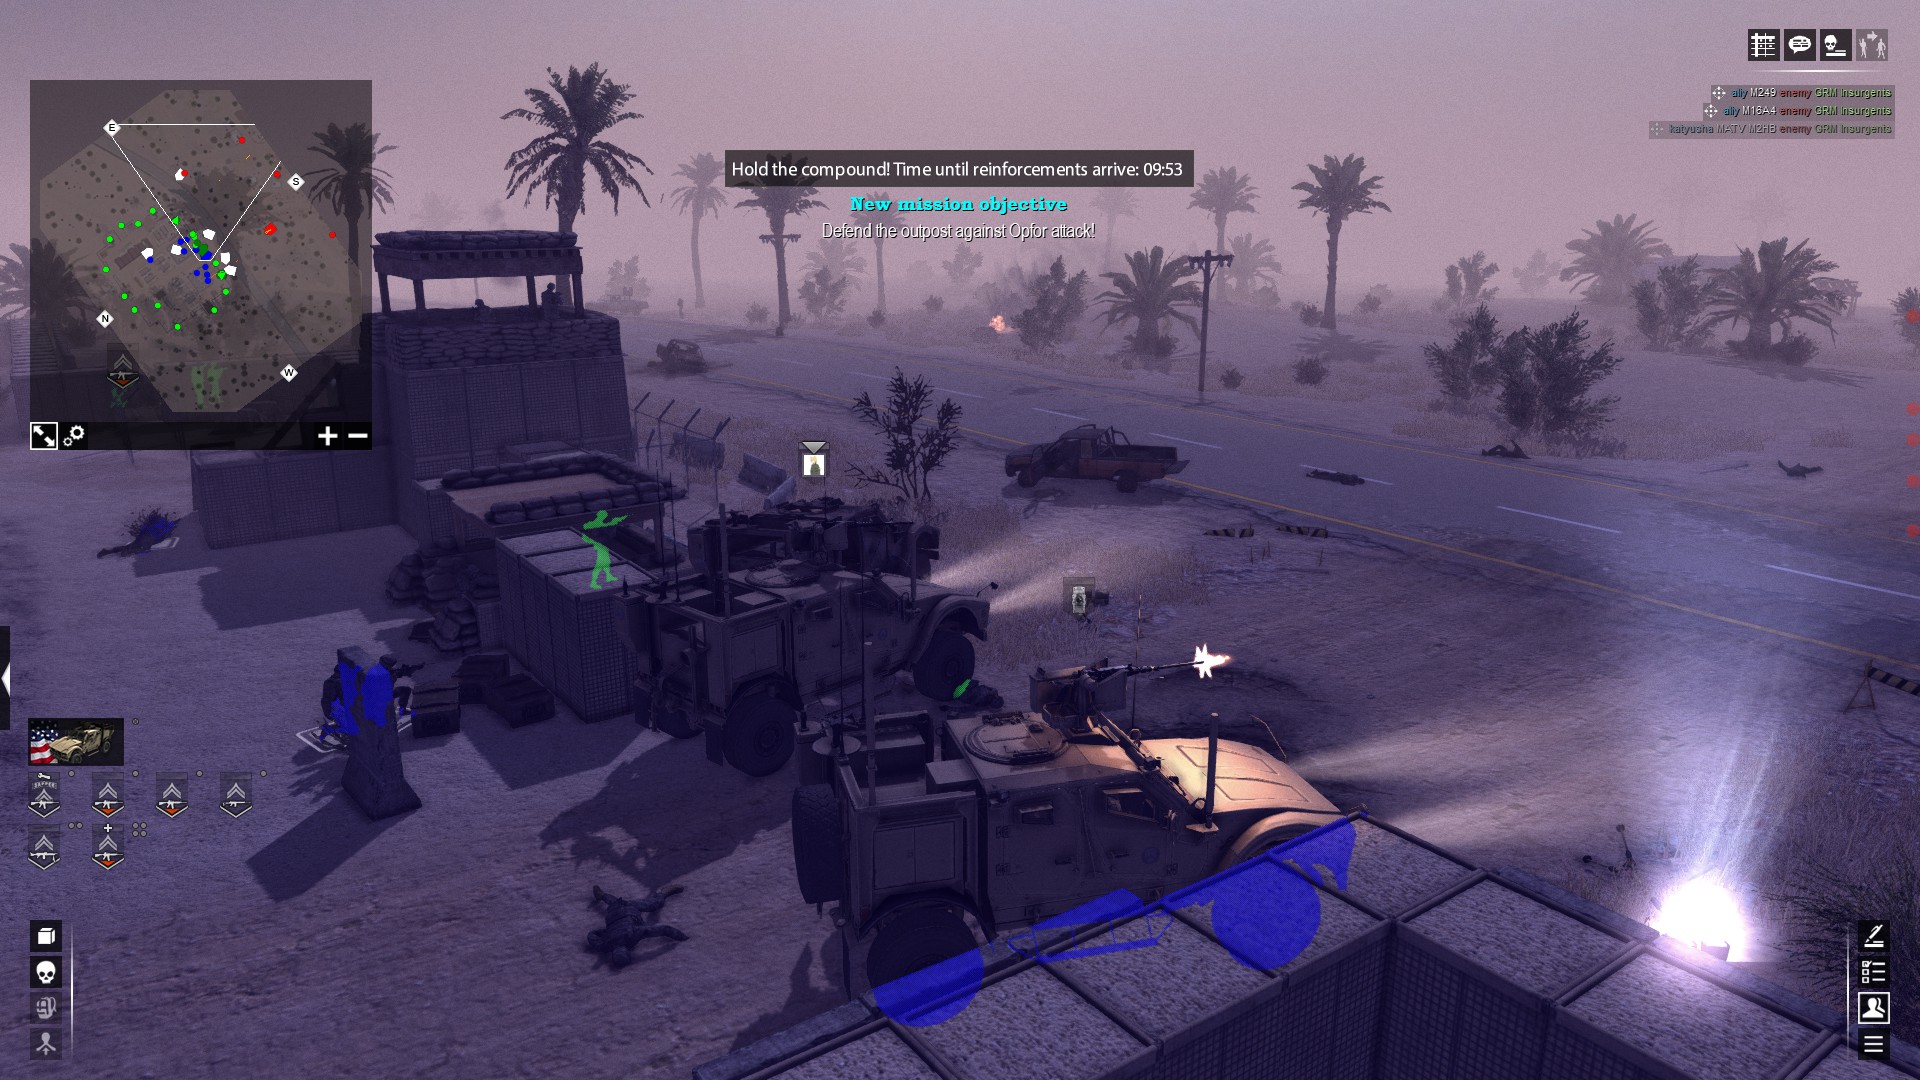 E
S
N
W
ally M249 enemy GRM Insurgents
ally M16A4 enemy GRM Insurgents
katyusha MATV M2HB enemy GRM Insurgents
Hold the compound! Time until reinforcements arrive: 09:53
New mission objective
Defend the outpost against Opfor attack!